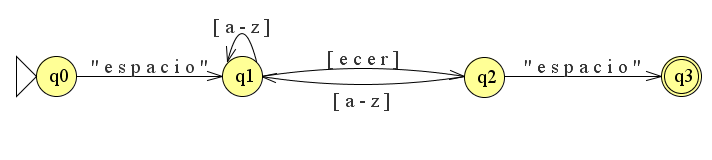 [a-z]
"espacio"
[ecer]
"espacio"
q0
q1
q2
q3
[a-z]